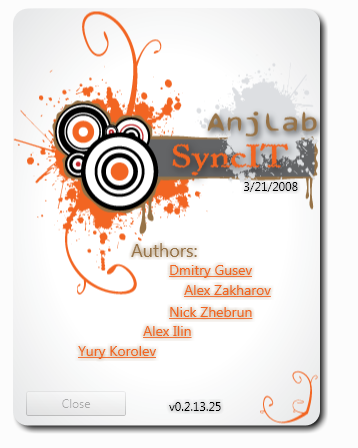 AnjLab
SyncIT
3/21/2008
Authors:
Dmitry Gusev
Alex Zakharov
Nick Zhebrun
Alex Ilin
Yury Korolev
Close
v0.2.13.25